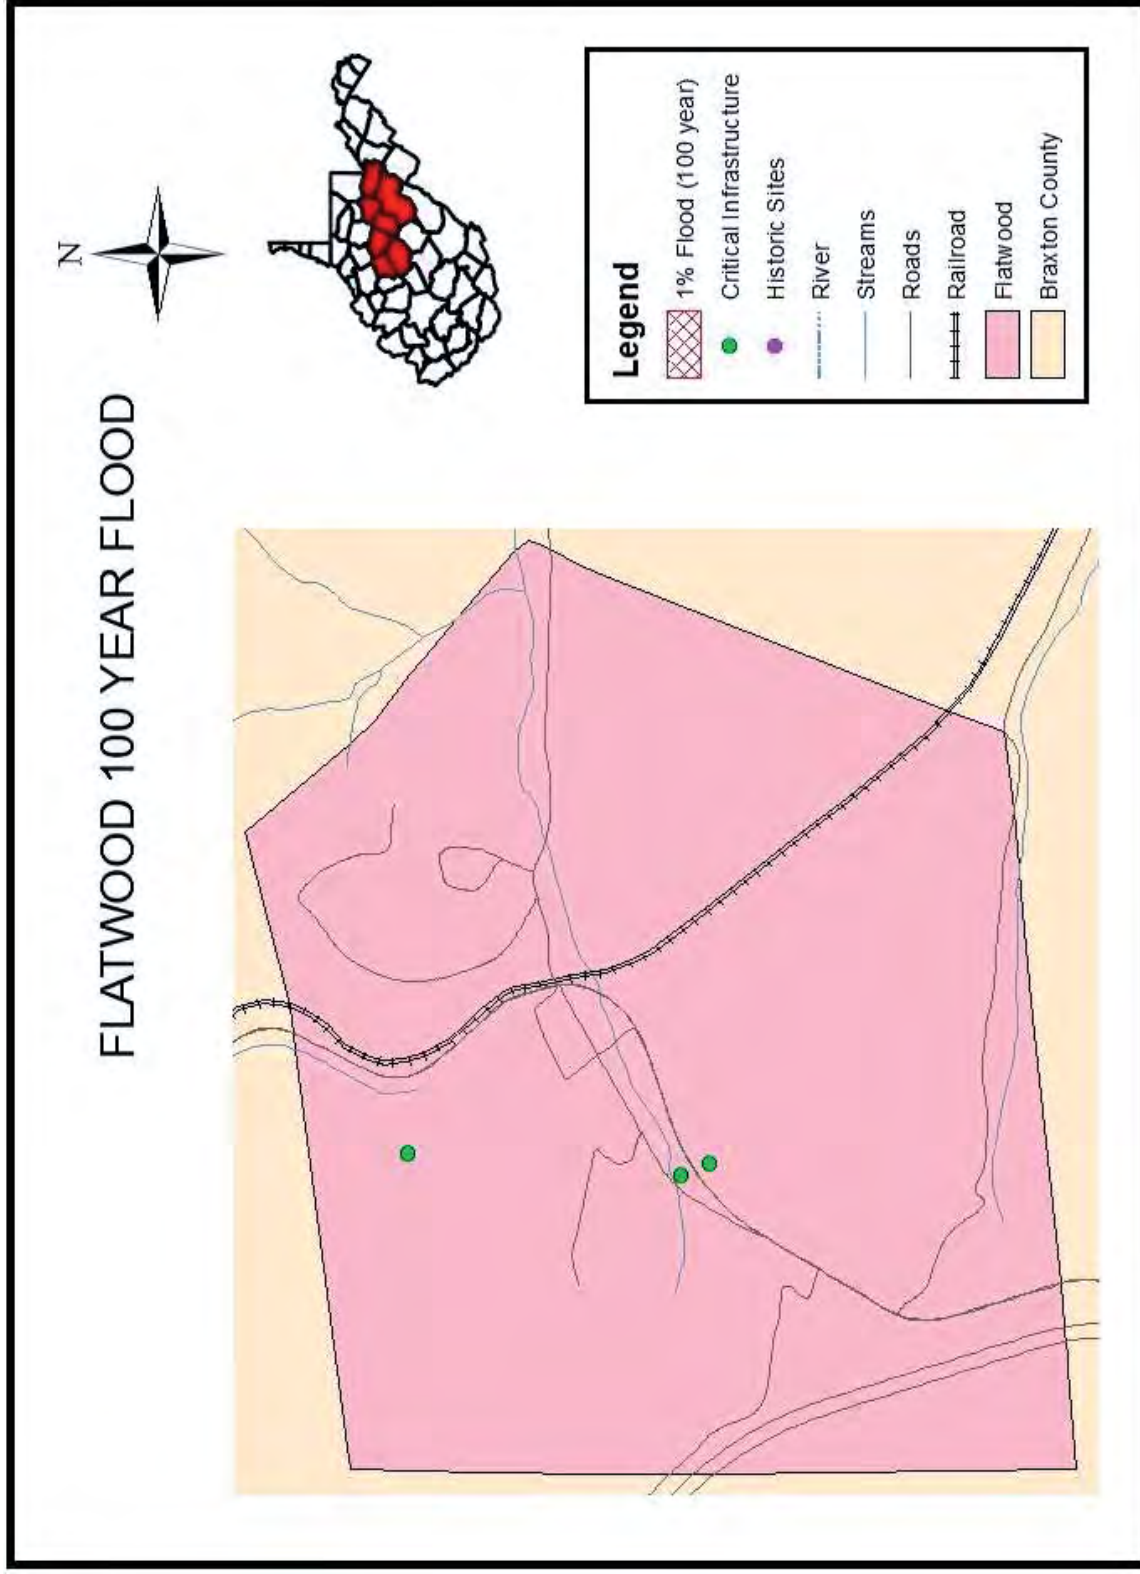 FLATWOOD 100 YEAR FLOOD
N
Legend
1% Flood (100 year)
Critical Infrastructure
Historic Sites
River
Streams
Roads
Railroad
Flatwood
Braxton County